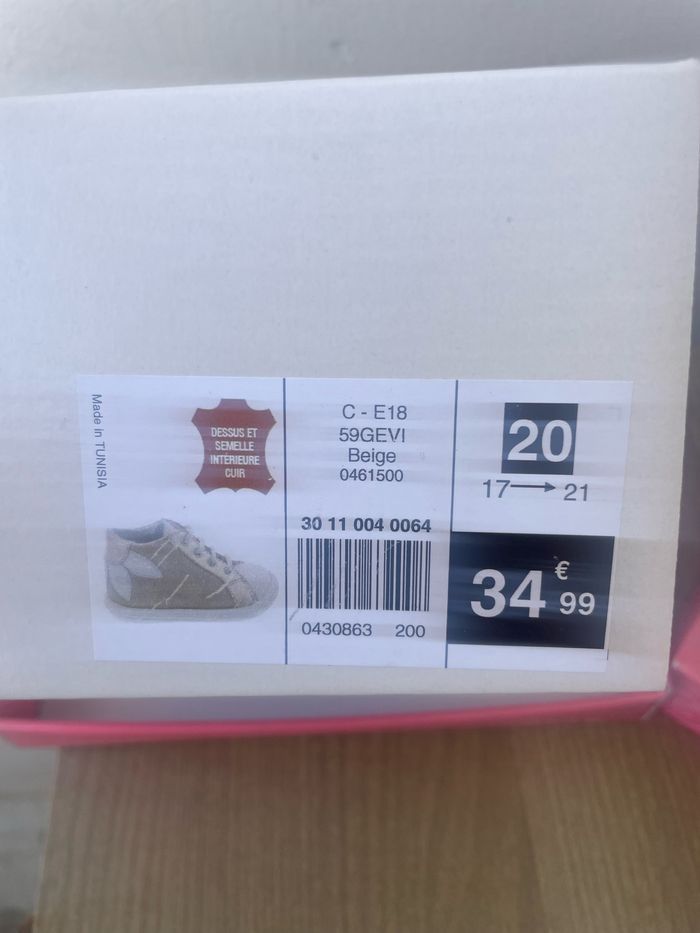 Made in TUNISIA
DESSUS ET
SEMELLE
INTÉRIEURE
CUIR
C - E18
59GEVI
Beige
0461500
30 11 004 0064
0430863 200
20
17 → 21
34 € 99